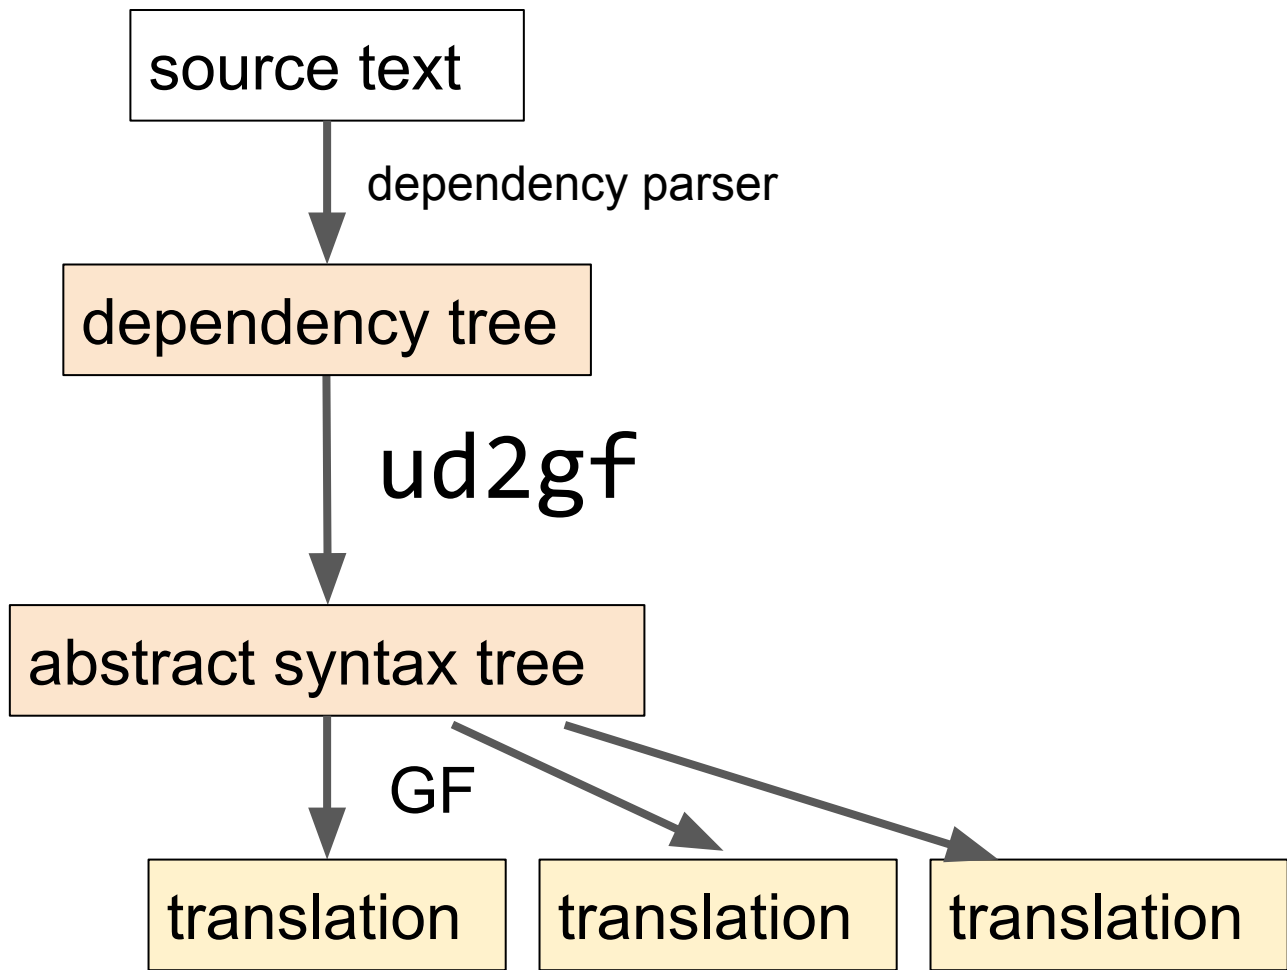 source text
dependency parser
dependency tree
ud2gf
abstract syntax tree
GF
translation
translation
translation